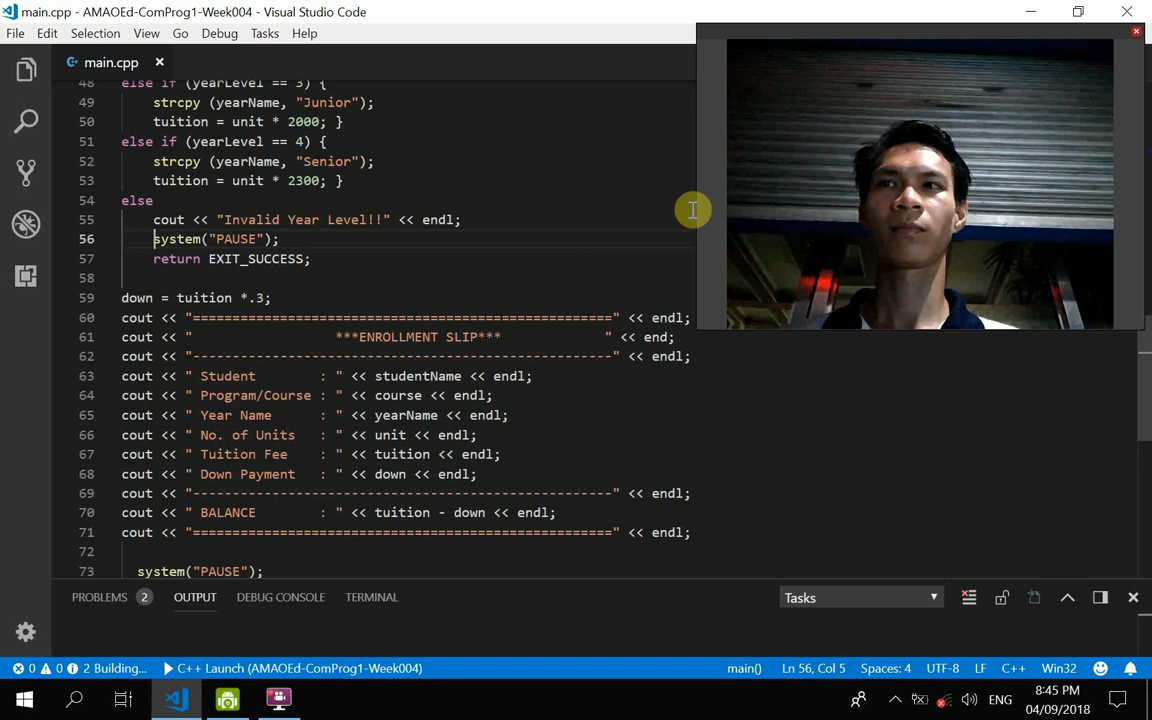 main.cpp - AMAOEd-ComProg1-Week004 - Visual Studio Code
File Edit Selection View Go Debug Tasks Help
main.cpp
48 else if (yearLevel == 3) {
49 strcpy (yearName, "Junior");
50 tuition = unit * 2000; }
51 else if (yearLevel == 4) {
52 strcpy (yearName, "Senior");
53 tuition = unit * 2300; }
54 else
55 cout << "Invalid Year Level!!" << endl;
56 system("PAUSE");
57 return EXIT_SUCCESS;
58
59 down = tuition *.3;
60 cout << "=====================================================" << endl;
61 cout << "                  ***ENROLLMENT SLIP***             " << end;
62 cout << "-----------------------------------------------------" << endl;
63 cout << " Student        : " << studentName << endl;
64 cout << " Program/Course : " << course << endl;
65 cout << " Year Name      : " << yearName << endl;
66 cout << " No. of Units   : " << unit << endl;
67 cout << " Tuition Fee    : " << tuition << endl;
68 cout << " Down Payment   : " << down << endl;
69 cout << "-----------------------------------------------------" << endl;
70 cout << " BALANCE        : " << tuition - down << endl;
71 cout << "=====================================================" << endl;
72
73 system("PAUSE");
PROBLEMS 2 OUTPUT DEBUG CONSOLE TERMINAL Tasks
0 0 2 Building... C++ Launch (AMAOEd-ComProg1-Week004) main() Ln 56, Col 5 Spaces: 4 UTF-8 LF C++ Win32
ENG 8:45 PM
04/09/2018